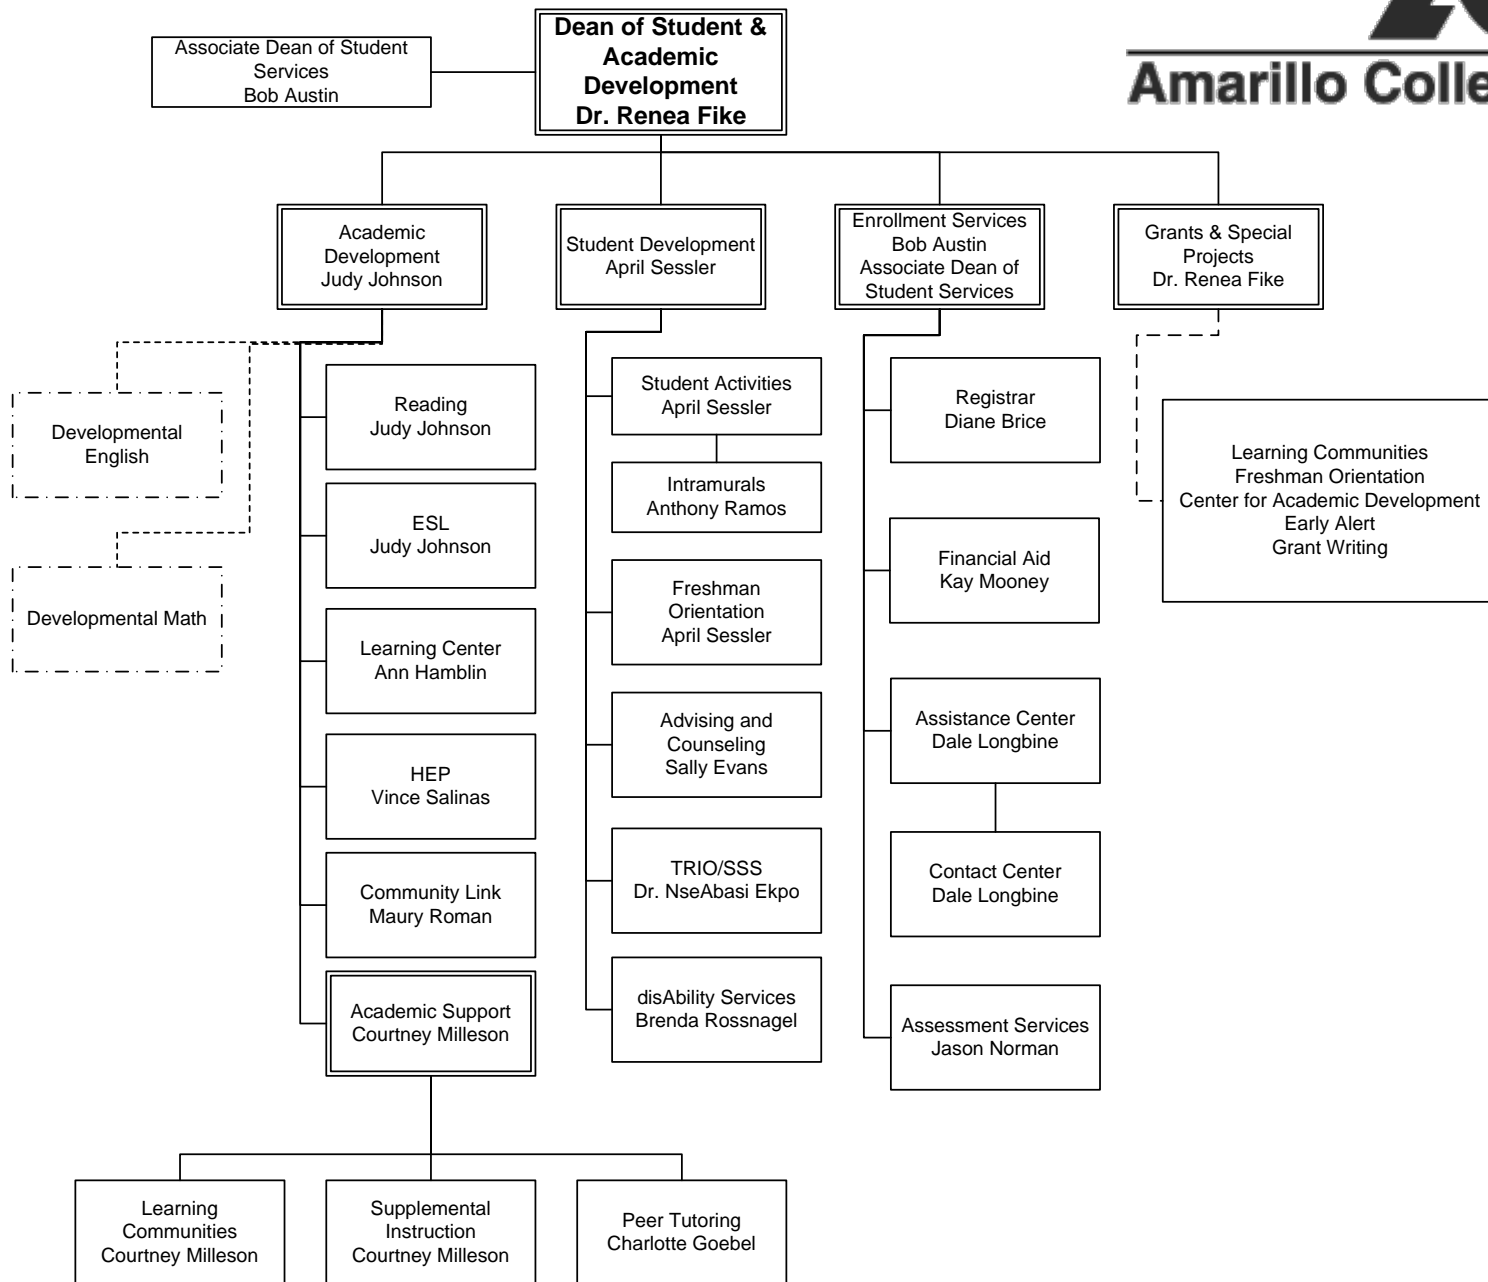 Associate Dean of Student
Services
Bob Austin
Dean of Student &
Academic
Development
Dr. Renea Fike
Amarillo Colle
Academic
Development
Judy Johnson
Student Development
April Sessler
Enrollment Services
Bob Austin
Associate Dean of
Student Services
Grants & Special
Projects
Dr. Renea Fike
Developmental
English
Developmental Math
Reading
Judy Johnson
ESL
Judy Johnson
Learning Center
Ann Hamblin
HEP
Vince Salinas
Community Link
Maury Roman
Academic Support
Courtney Milleson
Learning
Communities
Courtney Milleson
Supplemental
Instruction
Courtney Milleson
Peer Tutoring
Charlotte Goebel
Student Activities
April Sessler
Intramurals
Anthony Ramos
Freshman
Orientation
April Sessler
Advising and
Counseling
Sally Evans
TRIO/SSS
Dr. NseAbasi Ekpo
disAbility Services
Brenda Rossnagel
Registrar
Diane Brice
Financial Aid
Kay Mooney
Assistance Center
Dale Longbine
Contact Center
Dale Longbine
Assessment Services
Jason Norman
Learning Communities
Freshman Orientation
Center for Academic Development
Early Alert
Grant Writing